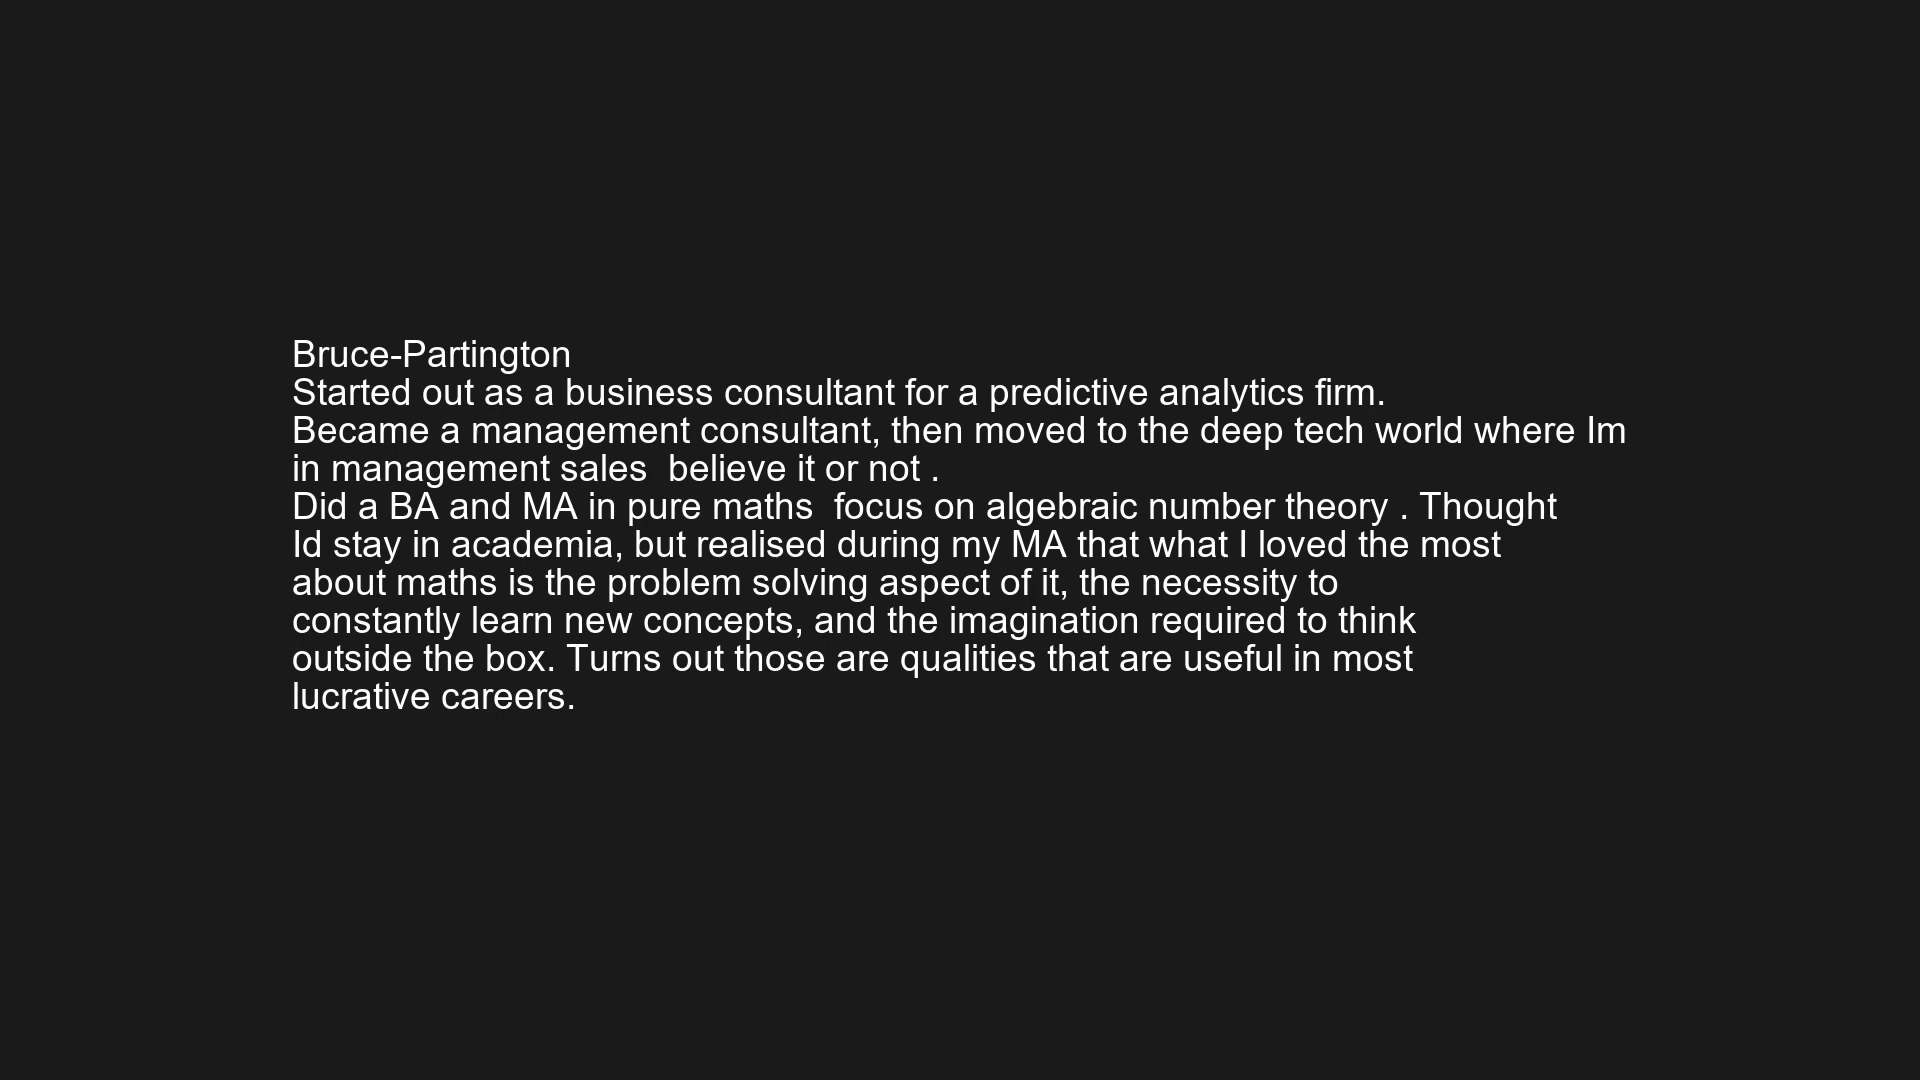 Bruce-Partington
Started out as a business consultant for a predictive analytics firm.
Became a management consultant, then moved to the deep tech world where Im
in management sales  believe it or not .
Did a BA and MA in pure maths  focus on algebraic number theory . Thought
Id stay in academia, but realised during my MA that what I loved the most
about maths is the problem solving aspect of it, the necessity to
constantly learn new concepts, and the imagination required to think
outside the box. Turns out those are qualities that are useful in most
lucrative careers.